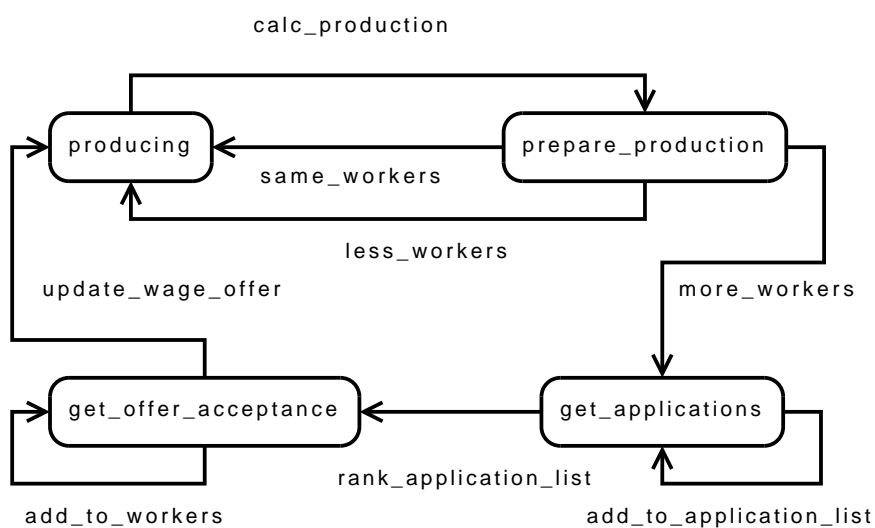 calc_production
producing
prepare_production
same_workers
less_workers
update_wage_offer
more_workers
get_offer_acceptance
get_applications
rank_application_list
add_to_workers
add_to_application_list